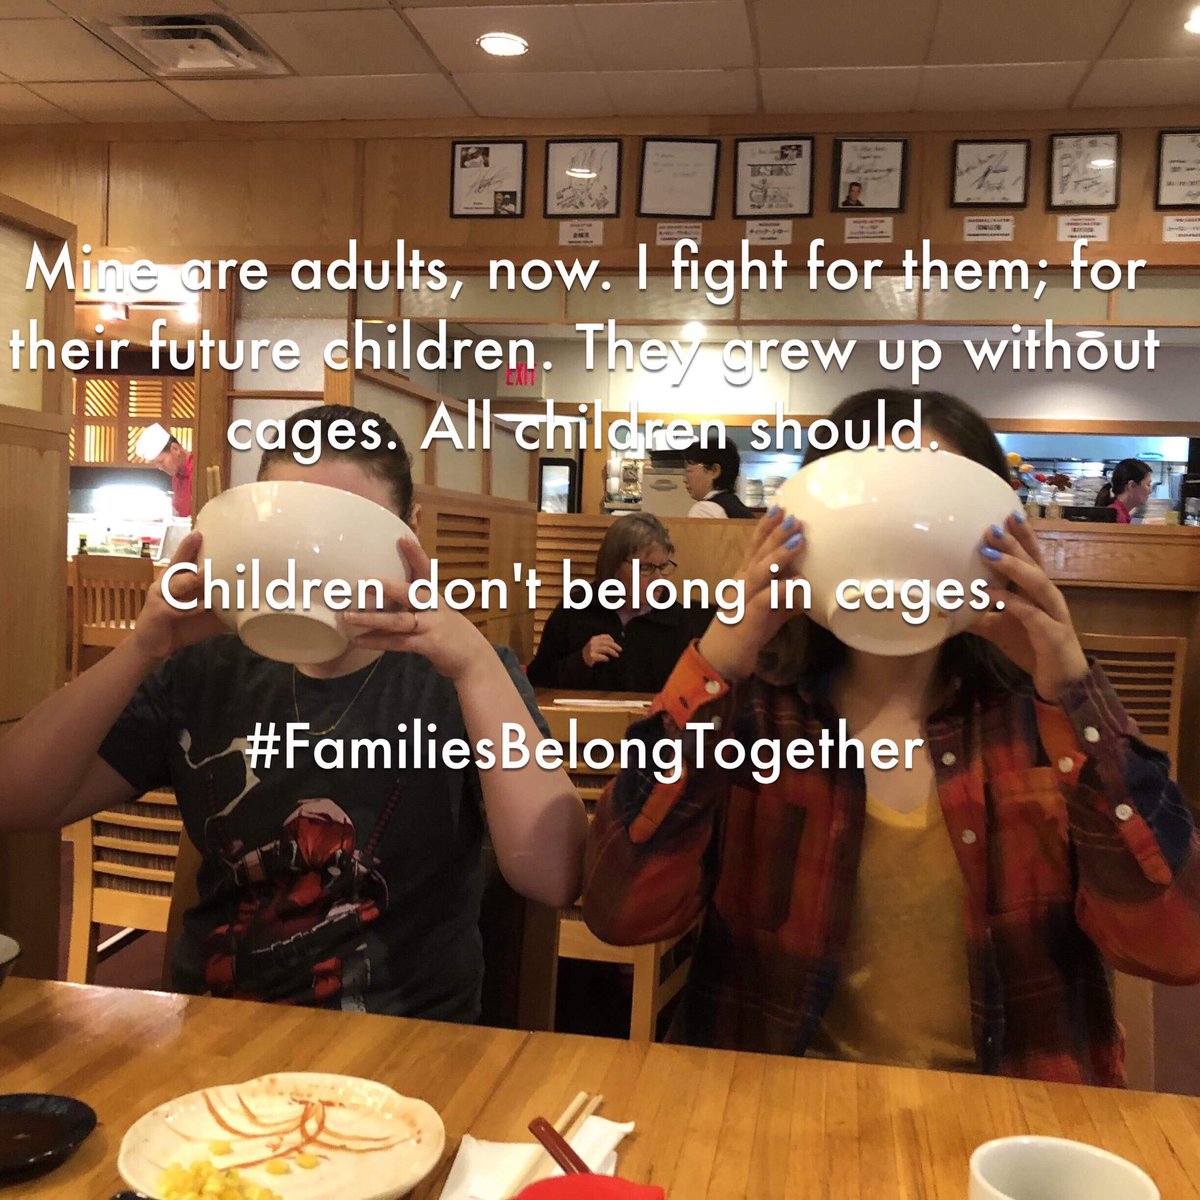 Mine are adults, now. I fight for them; for
their future children. They grew up without
cages. All children should.
Children don't belong in cages.
#FamiliesBelongTogether
EXIT